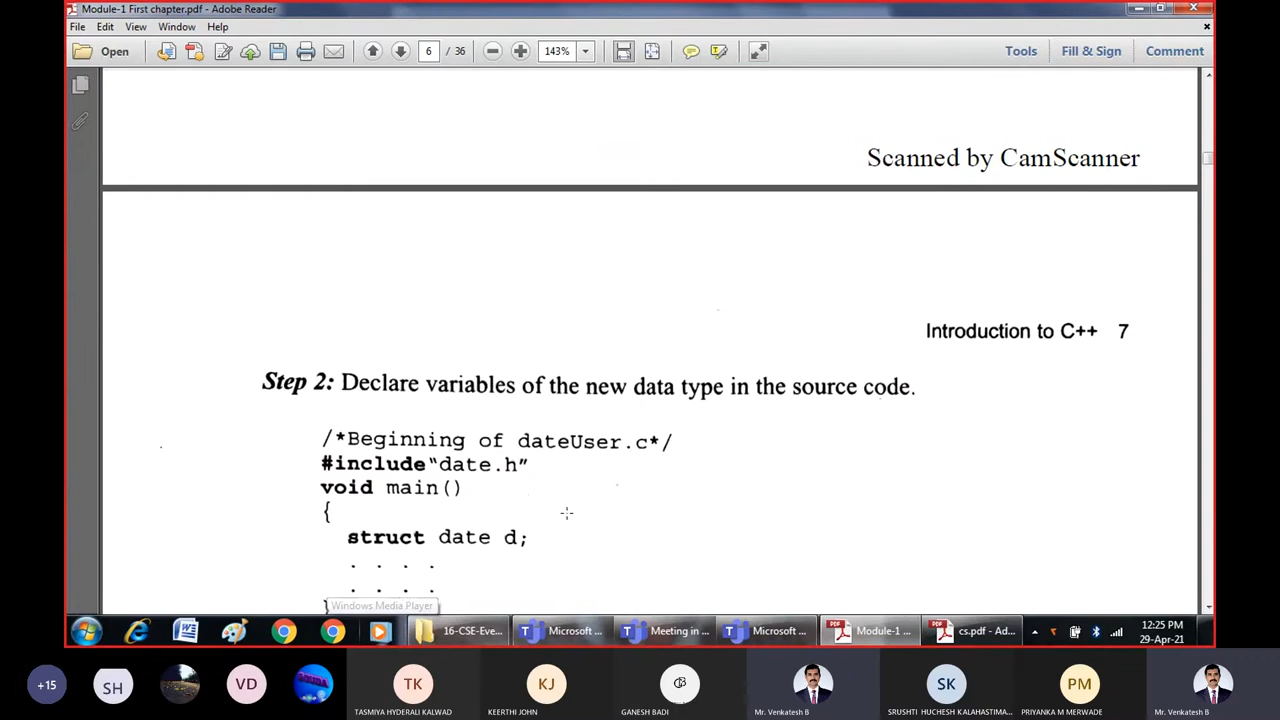 Module-1 First chapter.pdf - Adobe Reader
File Edit View Window Help
Open 6 / 36 143% Tools Fill & Sign Comment
Scanned by CamScanner
Introduction to C++ 7
Step 2: Declare variables of the new data type in the source code.
/*Beginning of dateUser.c*/
#include“date.h”
void main()
{
struct date d;
. . . .
. . . .
}
Windows Media Player
16-CSE-Eve...
Microsoft ...
Meeting in ...
Microsoft ...
Module-1 ...
cs.pdf - Ad...
12:25 PM
29-Apr-21
+15
SH
VD
TK
KJ
SK
PM
TASMIYA HYDERALI KALWAD
KEERTHI JOHN
GANESH BADI
Mr. Venkatesh B
SRUSHTI HUCHESH KALAHASTIMA...
PRIYANKA M MERWADE
Mr. Venkatesh B